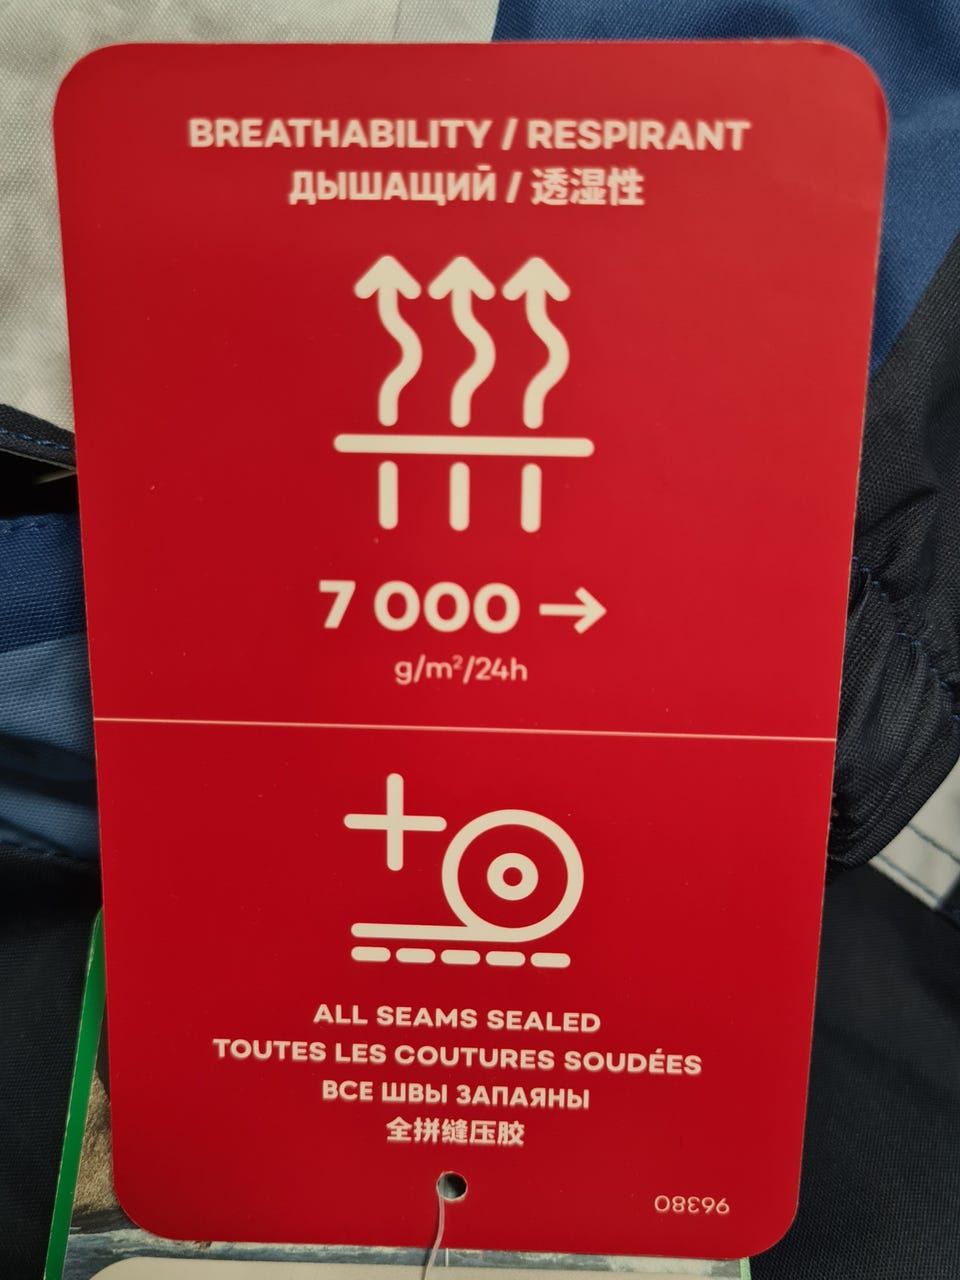 BREATHABILITY / RESPIRANT
ДЫШАЩИЙ / 透湿性
7 000 →
g/m²/24h
ALL SEAMS SEALED
TOUTES LES COUTURES SOUDÉES
ВСЕ ШВЫ ЗАПАЯНЫ
全拼缝压胶
96380